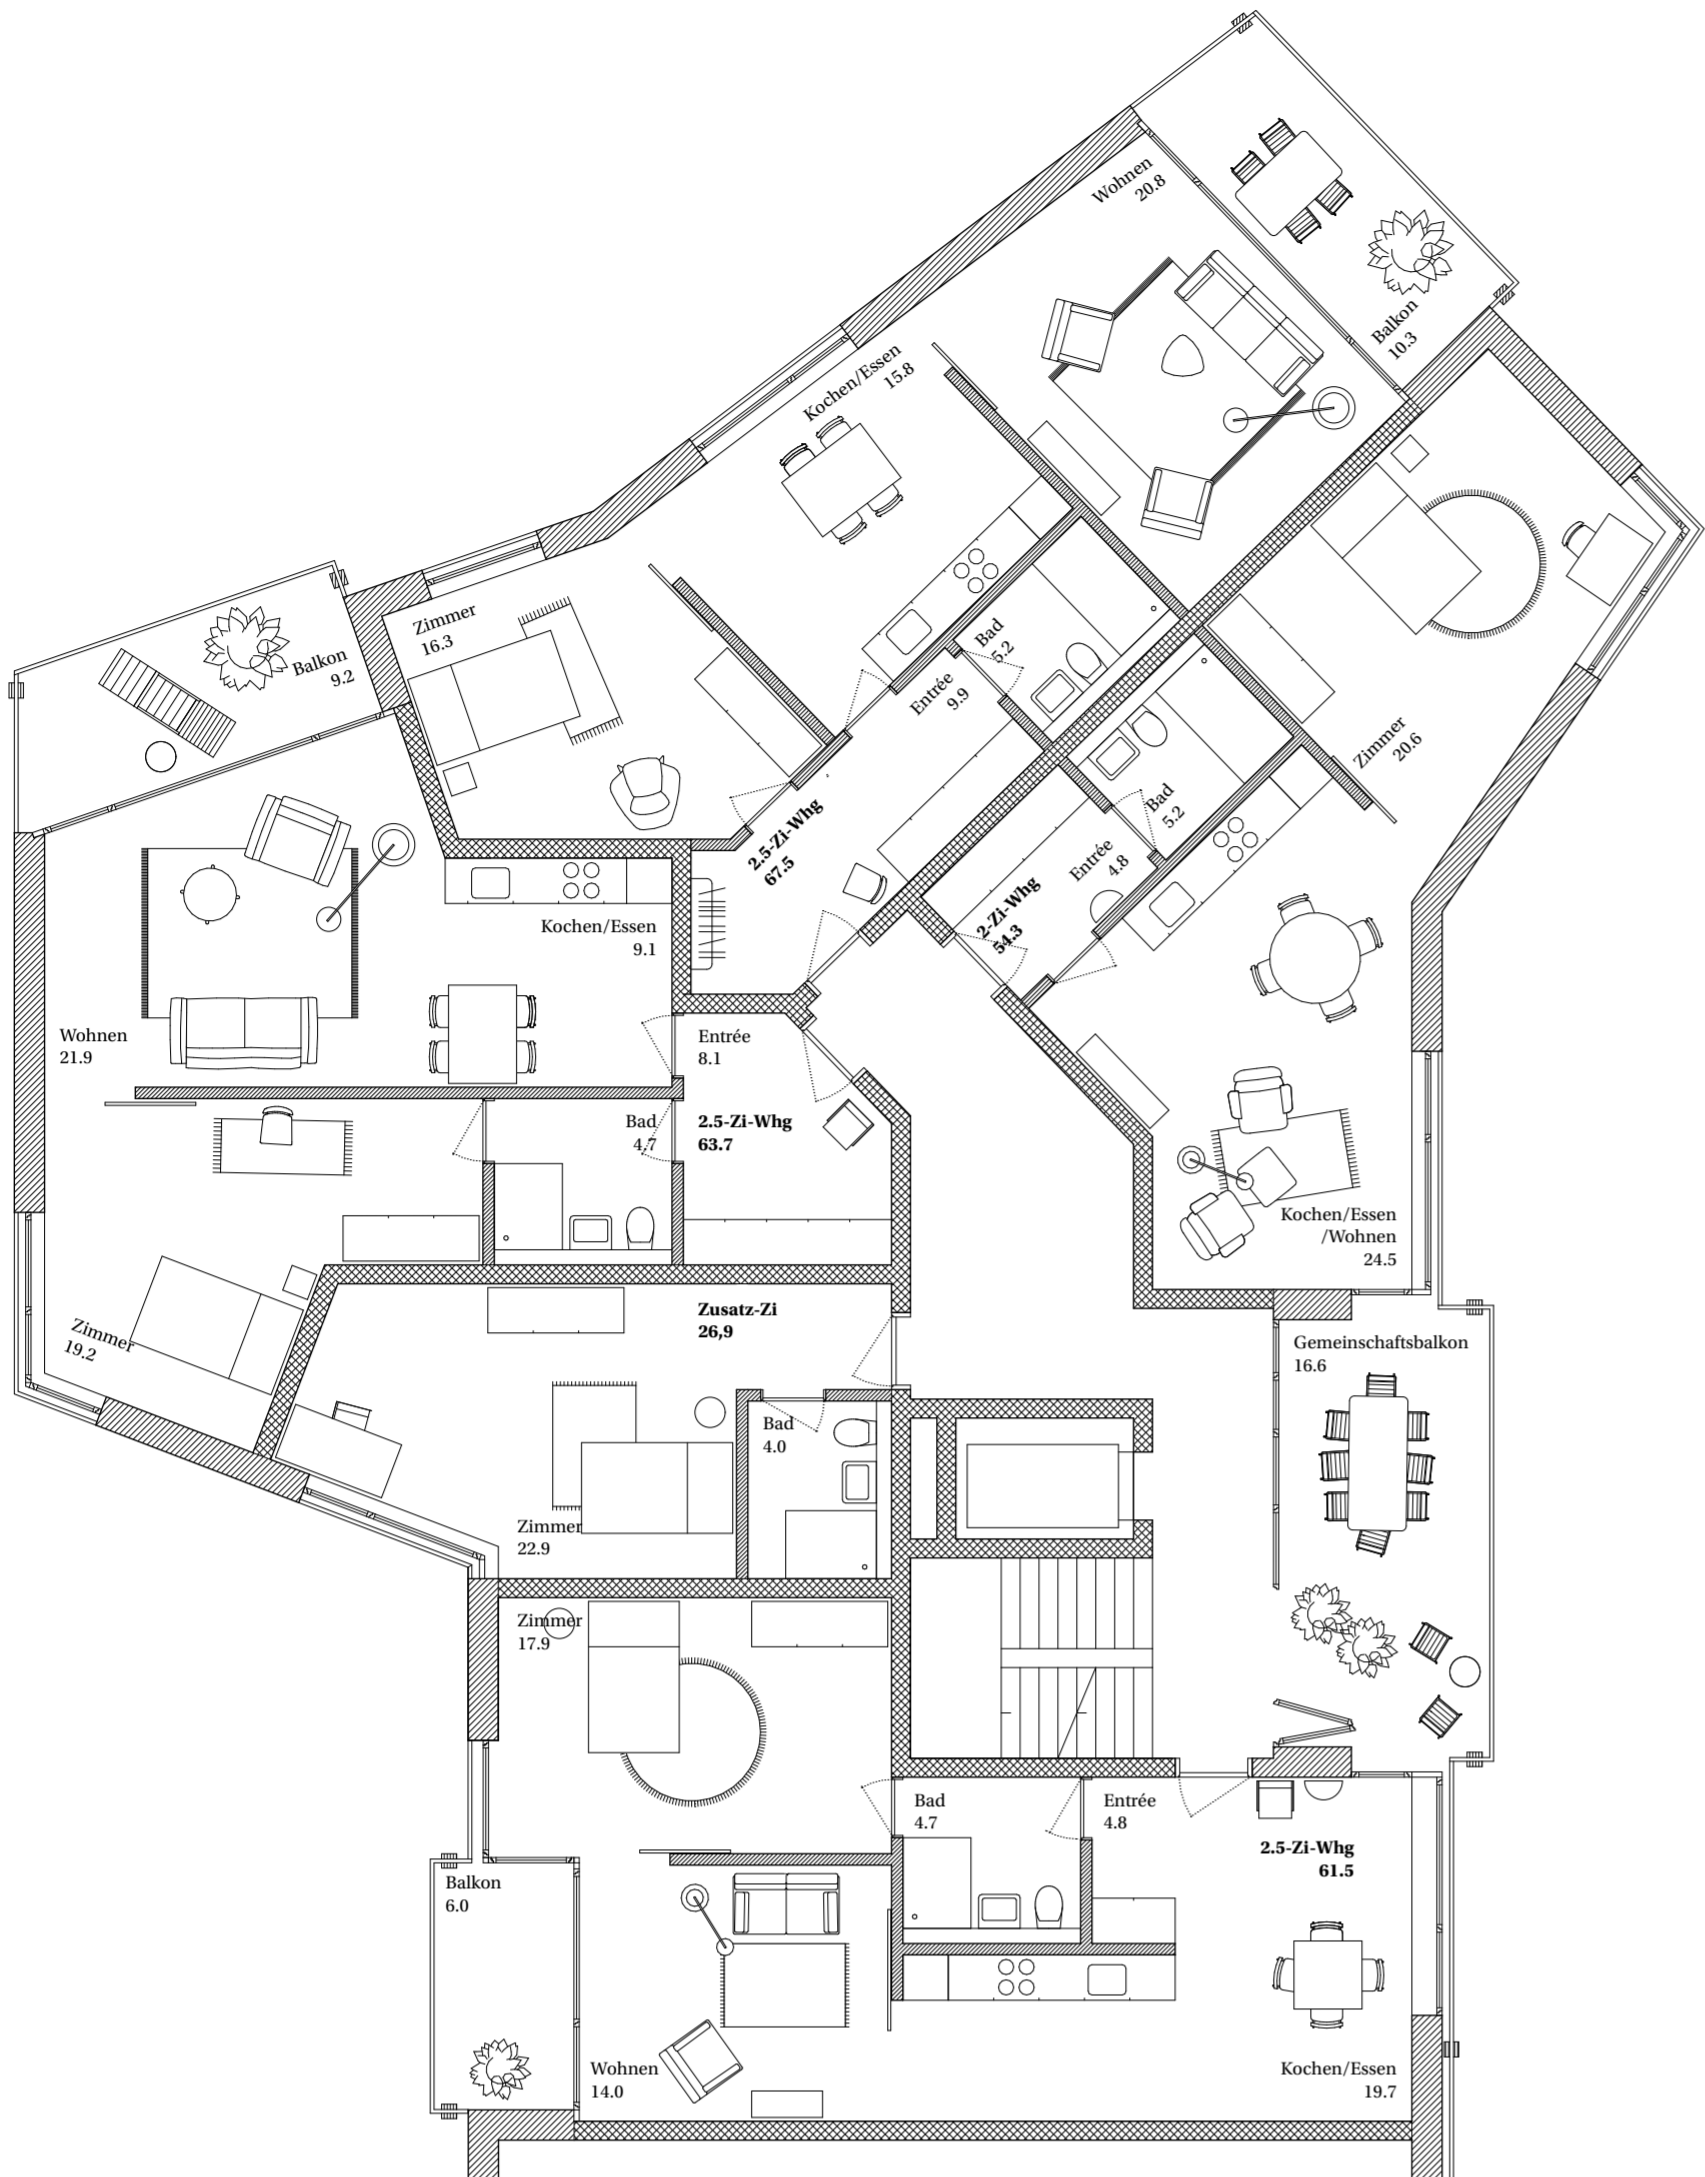 Wohnen
20.8
Balkon
10.3
Kochen/Essen
15.8
Zimmer
16.3
Balkon
9.2
Bad
5.2
Entrée
9.9
2.5-Zi-Whg
67.5
Zimmer
20.6
Bad
5.2
Entrée
4.8
2-Zi-Whg
54.3
Kochen/Essen
9.1
Wohnen
21.9
Entrée
8.1
Bad
4.7
2.5-Zi-Whg
63.7
Kochen/Essen
/Wohnen
24.5
Zimmer
19.2
Zusatz-Zi
26,9
Gemeinschaftsbalkon
16.6
Bad
4.0
Zimmer
22.9
Zimmer
17.9
Bad
4.7
Entrée
4.8
2.5-Zi-Whg
61.5
Balkon
6.0
Wohnen
14.0
Kochen/Essen
19.7